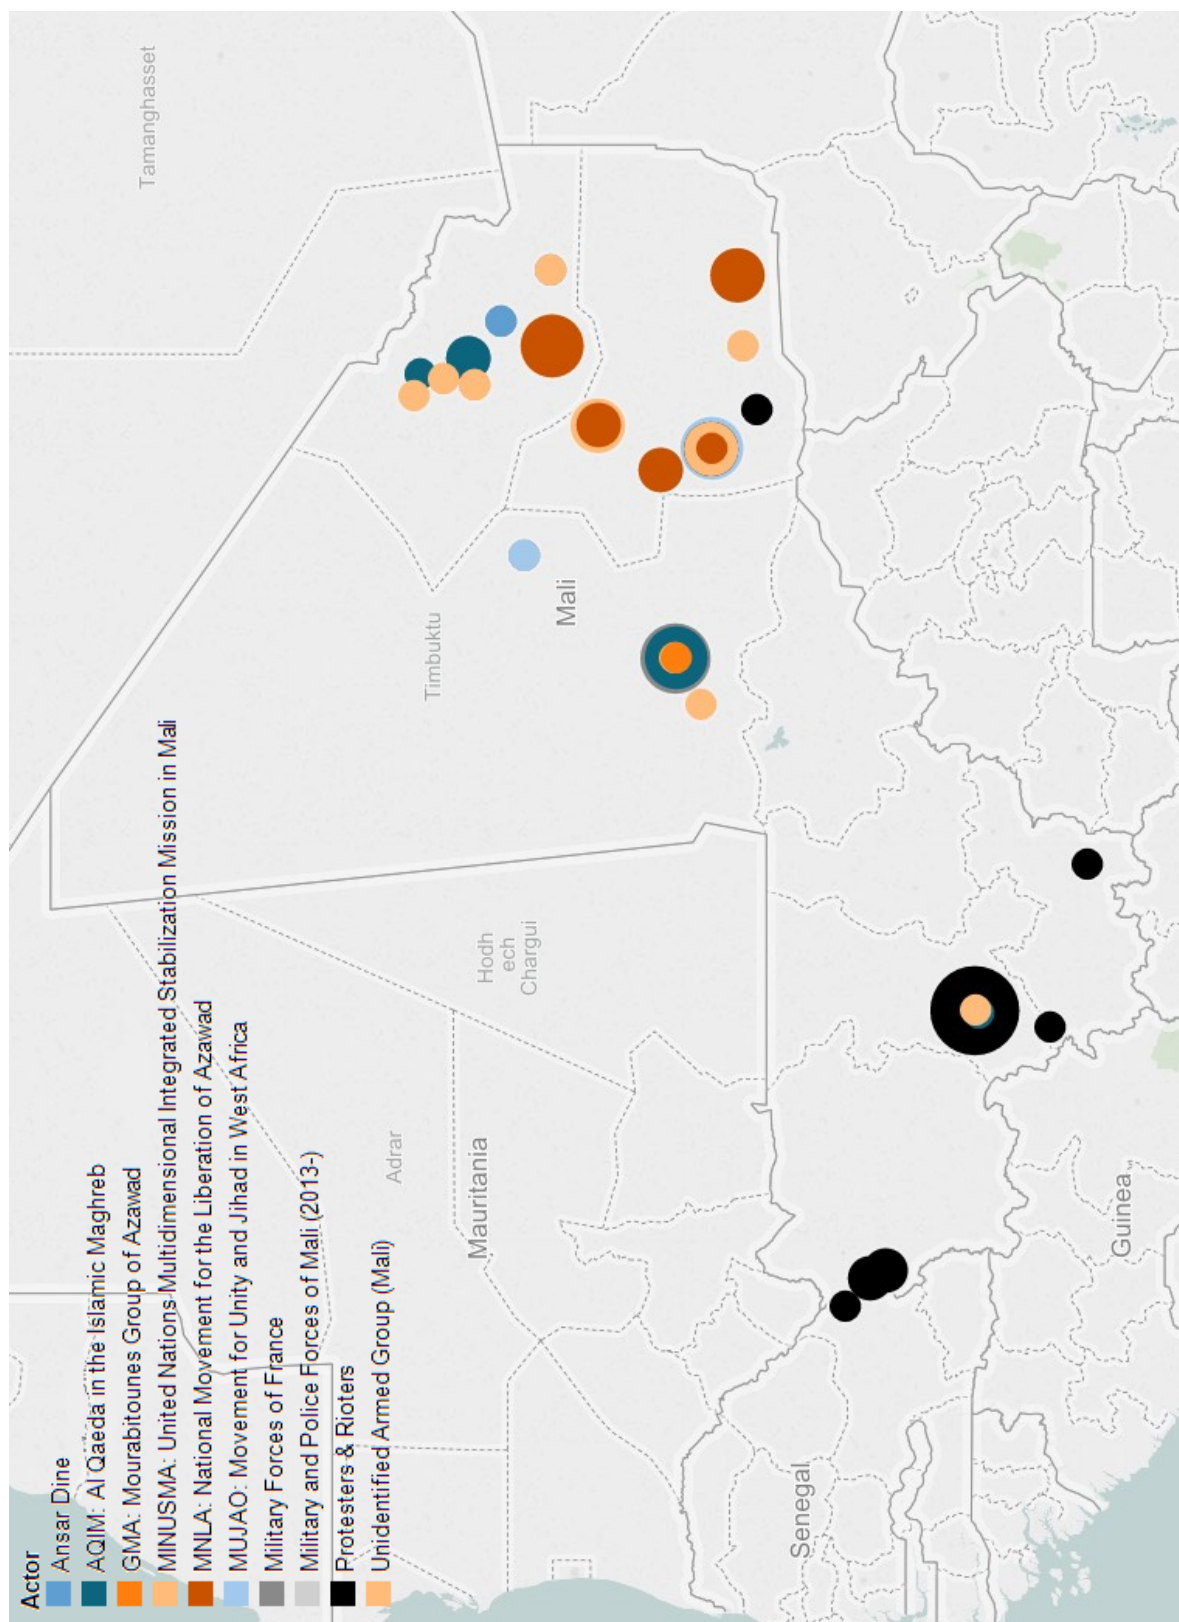 Actor
Ansar Dine
AQIM: Al Qaeda in the Islamic Maghreb
GMA: Mourabitounes Group of Azawad
MINUSMA: United Nations Multidimensional Integrated Stabilization Mission in Mali
MNLA: National Movement for the Liberation of Azawad
MUJAO: Movement for Unity and Jihad in West Africa
Military Forces of France
Military and Police Forces of Mali (2013-)
Protesters & Rioters
Unidentified Armed Group (Mali)
Tamanghasset
Timbuktu
Mali
Hodh
ech
Chargui
Adrar
Mauritania
Senegal
Guinea